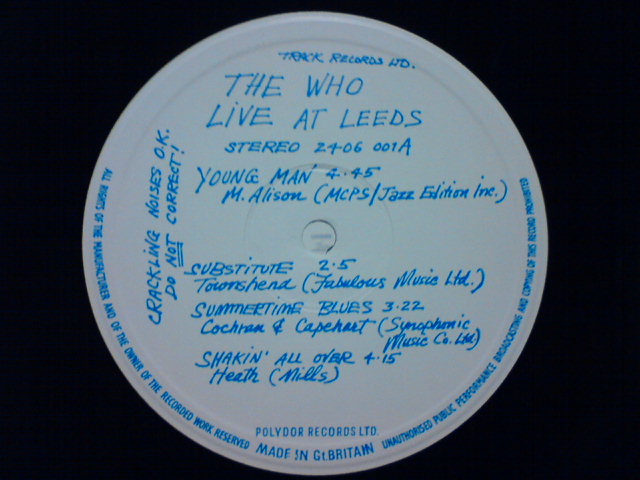 TRACK RECORDS LTD.
THE WHO
LIVE AT LEEDS
STEREO 2406 001A
YOUNG MAN 4.45
M. Alison (MCPS/Jazz Edition Inc.)
CRACKLING NOISES O.K.
DO NOT CORRECT!
SUBSTITUTE 2.5
Townshend (Fabulous Music Ltd.)
SUMMERTIME BLUES 3.22
Cochran & Capehart (Synophonic
Music Co. Ltd)
SHAKIN' ALL OVER 4.15
Heath (Mills)
POLYDOR RECORDS LTD.
MADE IN Gt. BRITAIN
ALL RIGHTS OF THE MANUFACTURER AND OF THE OWNER OF THE RECORDED WORK RESERVED
UNAUTHORISED PUBLIC PERFORMANCE BROADCASTING AND COPYING OF THIS RECORD PROHIBITED